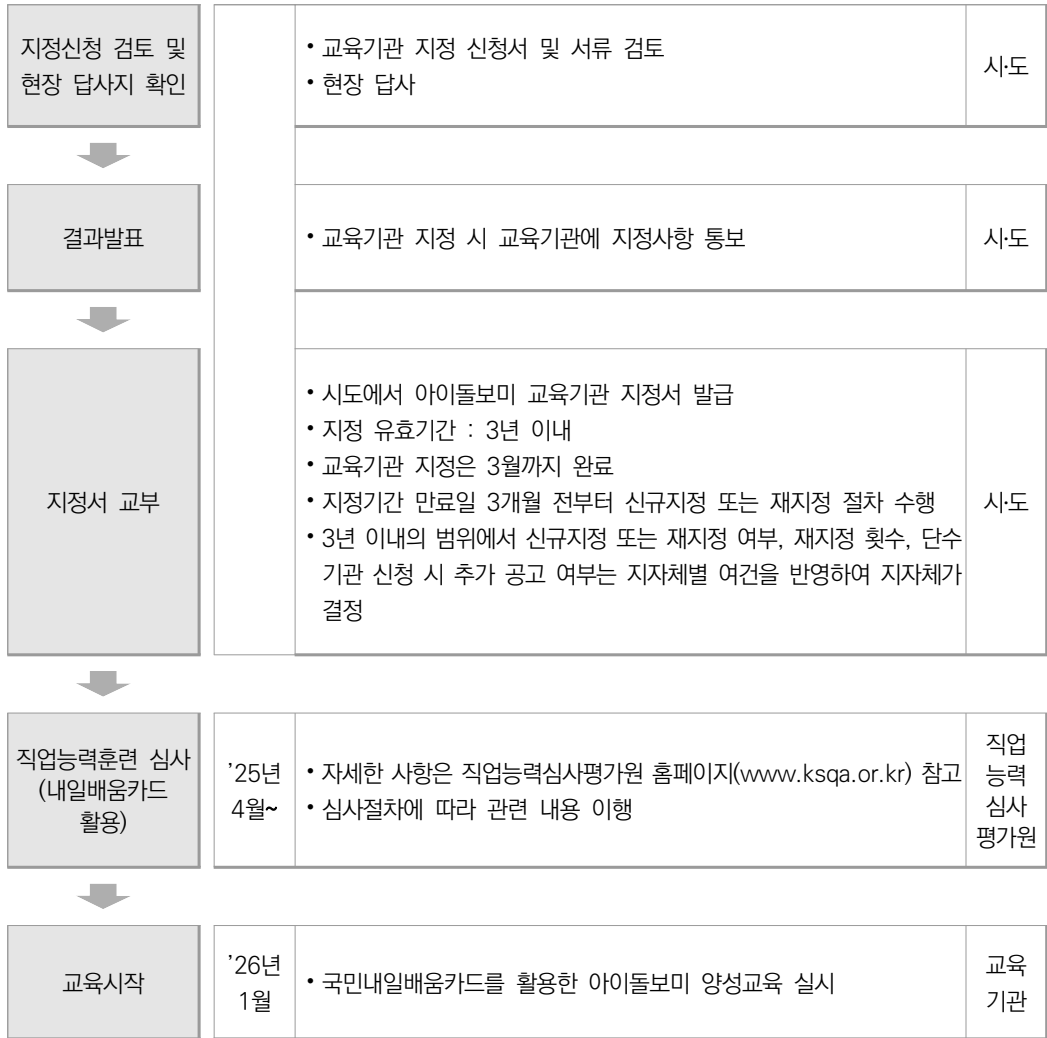 지정신청 검토 및
현장 답사지 확인
• 교육기관 지정 신청서 및 서류 검토
• 현장 답사
시·도
결과발표
• 교육기관 지정 시 교육기관에 지정사항 통보
시·도
지정서 교부
• 시도에서 아이돌보미 교육기관 지정서 발급
• 지정 유효기간 : 3년 이내
• 교육기관 지정은 3월까지 완료
• 지정기간 만료일 3개월 전부터 신규지정 또는 재지정 절차 수행
• 3년 이내의 범위에서 신규지정 또는 재지정 여부, 재지정 횟수, 단수
기관 신청 시 추가 공고 여부는 지자체별 여건을 반영하여 지자체가
결정
시·도
직업능력훈련 심사
(내일배움카드
활용)
’25년
4월~
• 자세한 사항은 직업능력심사평가원 홈페이지(www.ksqa.or.kr) 참고
• 심사절차에 따라 관련 내용 이행
직업
능력
심사
평가원
교육시작
’26년
1월
• 국민내일배움카드를 활용한 아이돌보미 양성교육 실시
교육
기관